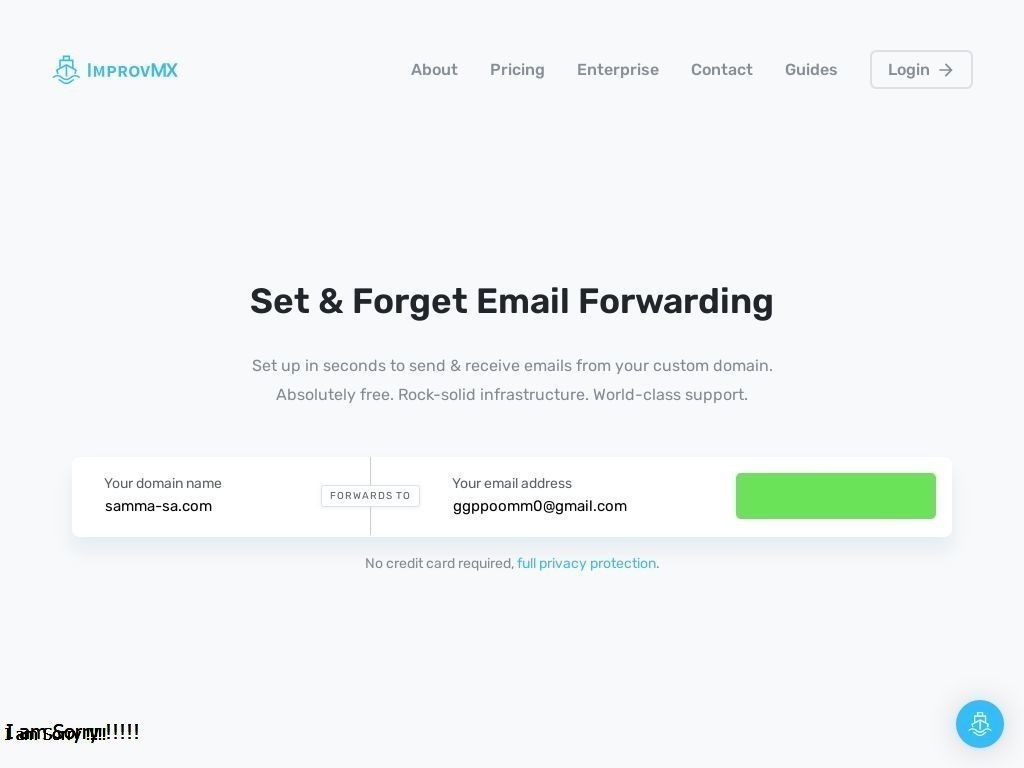 IMPROVMX
About
Pricing
Enterprise
Contact
Guides
Login
Set & Forget Email Forwarding
Set up in seconds to send & receive emails from your custom domain.
Absolutely free. Rock-solid infrastructure. World-class support.
Your domain name
samma-sa.com
FORWARDS TO
Your email address
ggppoomm0@gmail.com
No credit card required, full privacy protection.
I am Sorry !!!!!
I am Sorry !!!!!